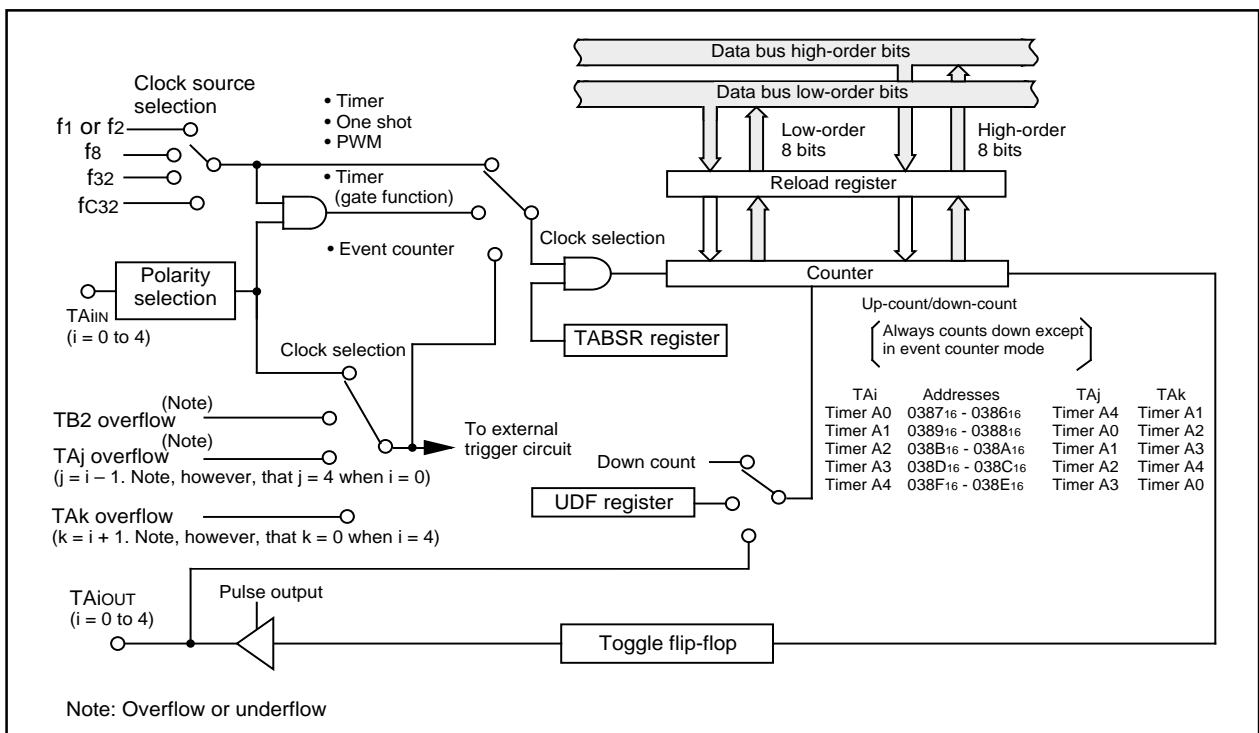 Data bus high-order bits
Data bus low-order bits
Clock source
selection
f1 or f2
f8
f32
fC32
• Timer
• One shot
• PWM
• Timer
(gate function)
• Event counter
Low-order
8 bits
High-order
8 bits
Reload register
Clock selection
Counter
Polarity
selection
TAiIN
(i = 0 to 4)
TABSR register
Up-count/down-count
Always counts down except
in event counter mode
Clock selection
TB2 overflow (Note)
TAj overflow (Note)
(j = i – 1. Note, however, that j = 4 when i = 0)
To external
trigger circuit
TAk overflow
(k = i + 1. Note, however, that k = 0 when i = 4)
Down count
UDF register
TAi Addresses TAj TAk
Timer A0 038716 - 038616 Timer A4 Timer A1
Timer A1 038916 - 038816 Timer A0 Timer A2
Timer A2 038B16 - 038A16 Timer A1 Timer A3
Timer A3 038D16 - 038C16 Timer A2 Timer A4
Timer A4 038F16 - 038E16 Timer A3 Timer A0
TAiOUT
(i = 0 to 4)
Pulse output
Toggle flip-flop
Note: Overflow or underflow